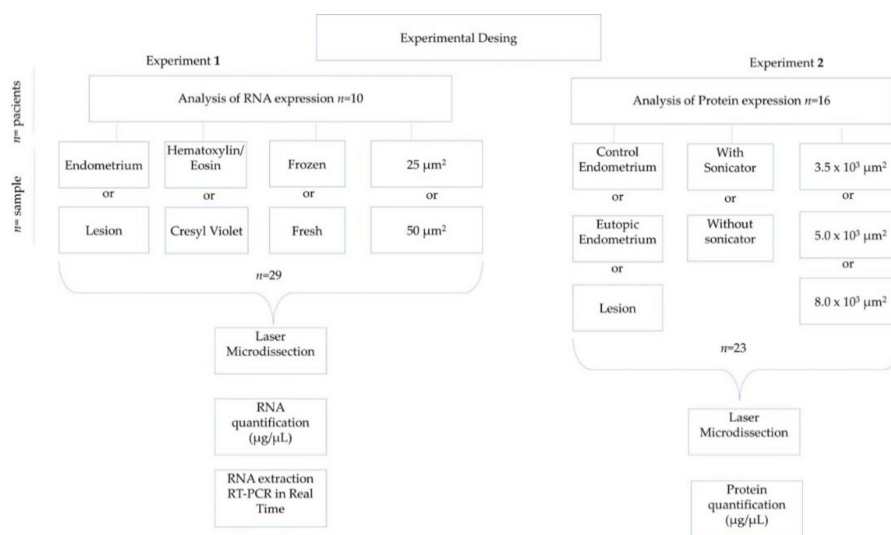 Experimental Desing
Experiment 1
Experiment 2
n= pacients
Analysis of RNA expression n=10
Analysis of Protein expression n=16
n= sample
Endometrium
or
Lesion
Hematoxylin/
Eosin
or
Cresyl Violet
Frozen
or
Fresh
25 µm²
or
50 µm²
n=29
Laser
Microdissection
RNA
quantification
(µg/µL)
RNA extraction
RT-PCR in Real
Time
Control
Endometrium
or
Eutopic
Endometrium
or
Lesion
With
Sonicator
or
Without
sonicator
3.5 x 10³ µm²
or
5.0 x 10³ µm²
or
8.0 x 10³ µm²
n=23
Laser
Microdissection
Protein
quantification
(µg/µL)